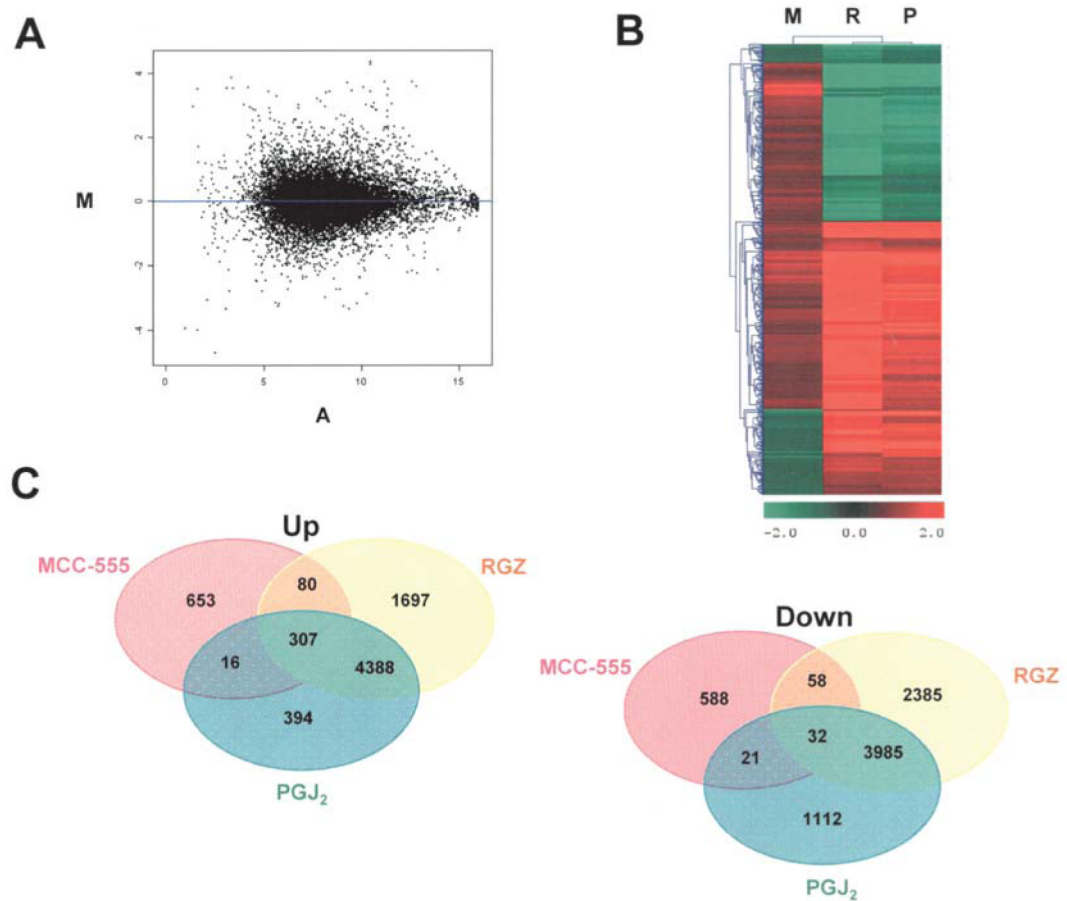 A
M
4
2
0
-2
-4
0
5
10
15
A
B
M R P
-2.0 0.0 2.0
C
Up
MCC-555
RGZ
653
80
1697
307
16
4388
394
PGJ₂
Down
MCC-555
RGZ
588
58
2385
32
21
3985
1112
PGJ₂